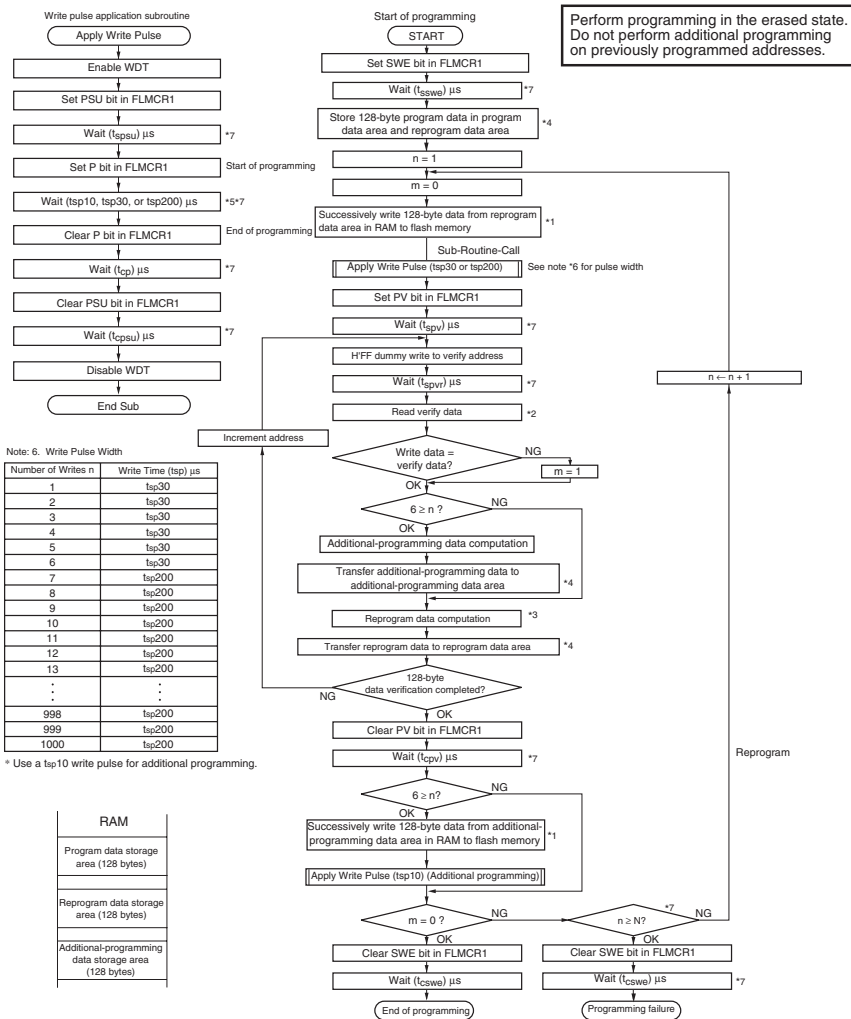 Write pulse application subroutine
Apply Write Pulse
Enable WDT
Set PSU bit in FLMCR1
Wait (tspsu) μs
*7
Set P bit in FLMCR1
Start of programming
Wait (tsp10, tsp30, or tsp200) μs
*5*7
Clear P bit in FLMCR1
End of programming
Wait (tcp) μs
*7
Clear PSU bit in FLMCR1
Wait (tcpsu) μs
*7
Disable WDT
End Sub
Note: 6. Write Pulse Width
Number of Writes n Write Time (tsp) μs
1 tsp30
2 tsp30
3 tsp30
4 tsp30
5 tsp30
6 tsp30
7 tsp200
8 tsp200
9 tsp200
10 tsp200
11 tsp200
12 tsp200
13 tsp200
. .
. .
. .
998 tsp200
999 tsp200
1000 tsp200
* Use a tsp10 write pulse for additional programming.
RAM
Program data storage
area (128 bytes)
Reprogram data storage
area (128 bytes)
Additional-programming
data storage area
(128 bytes)
Start of programming
START
Set SWE bit in FLMCR1
Wait (tsswe) μs
*7
Store 128-byte program data in program
data area and reprogram data area
*4
n = 1
m = 0
Successively write 128-byte data from reprogram
data area in RAM to flash memory
*1
Sub-Routine-Call
Apply Write Pulse (tsp30 or tsp200)
See note *6 for pulse width
Set PV bit in FLMCR1
Wait (tspv) μs
*7
H'FF dummy write to verify address
Wait (tspvr) μs
*7
Read verify data
*2
Increment address
Write data =
verify data?
NG
m = 1
OK
6 ≥ n ?
NG
OK
Additional-programming data computation
Transfer additional-programming data to
additional-programming data area
*4
Reprogram data computation
*3
Transfer reprogram data to reprogram data area
*4
128-byte
data verification completed?
NG
OK
Clear PV bit in FLMCR1
Wait (tcpv) μs
*7
6 ≥ n?
NG
OK
Successively write 128-byte data from additional-
programming data area in RAM to flash memory
*1
Apply Write Pulse (tsp10) (Additional programming)
m = 0 ?
NG
OK
Clear SWE bit in FLMCR1
Wait (tcswe) μs
End of programming
*7
n ≥ N?
NG
OK
Clear SWE bit in FLMCR1
Wait (tcswe) μs
*7
Programming failure
n ← n + 1
Reprogram
Perform programming in the erased state.
Do not perform additional programming
on previously programmed addresses.